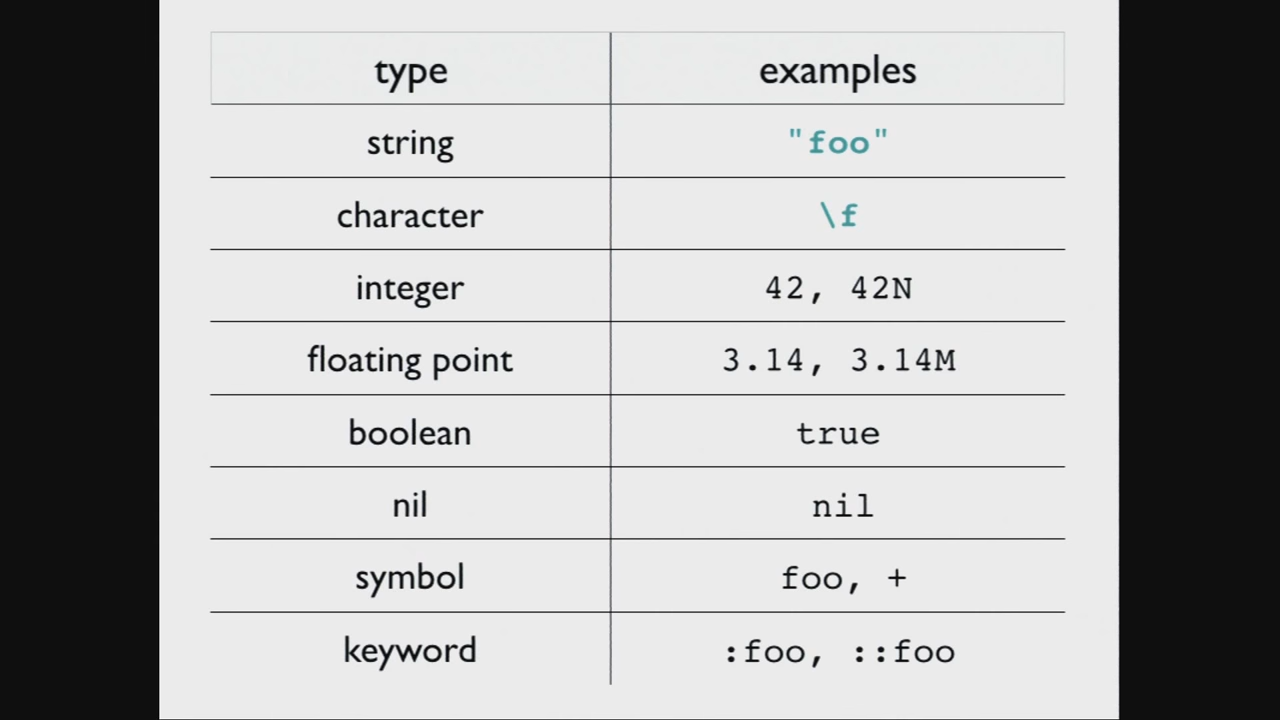 type examples
string "foo"
character \f
integer 42, 42N
floating point 3.14, 3.14M
boolean true
nil nil
symbol foo, +
keyword :foo, ::foo